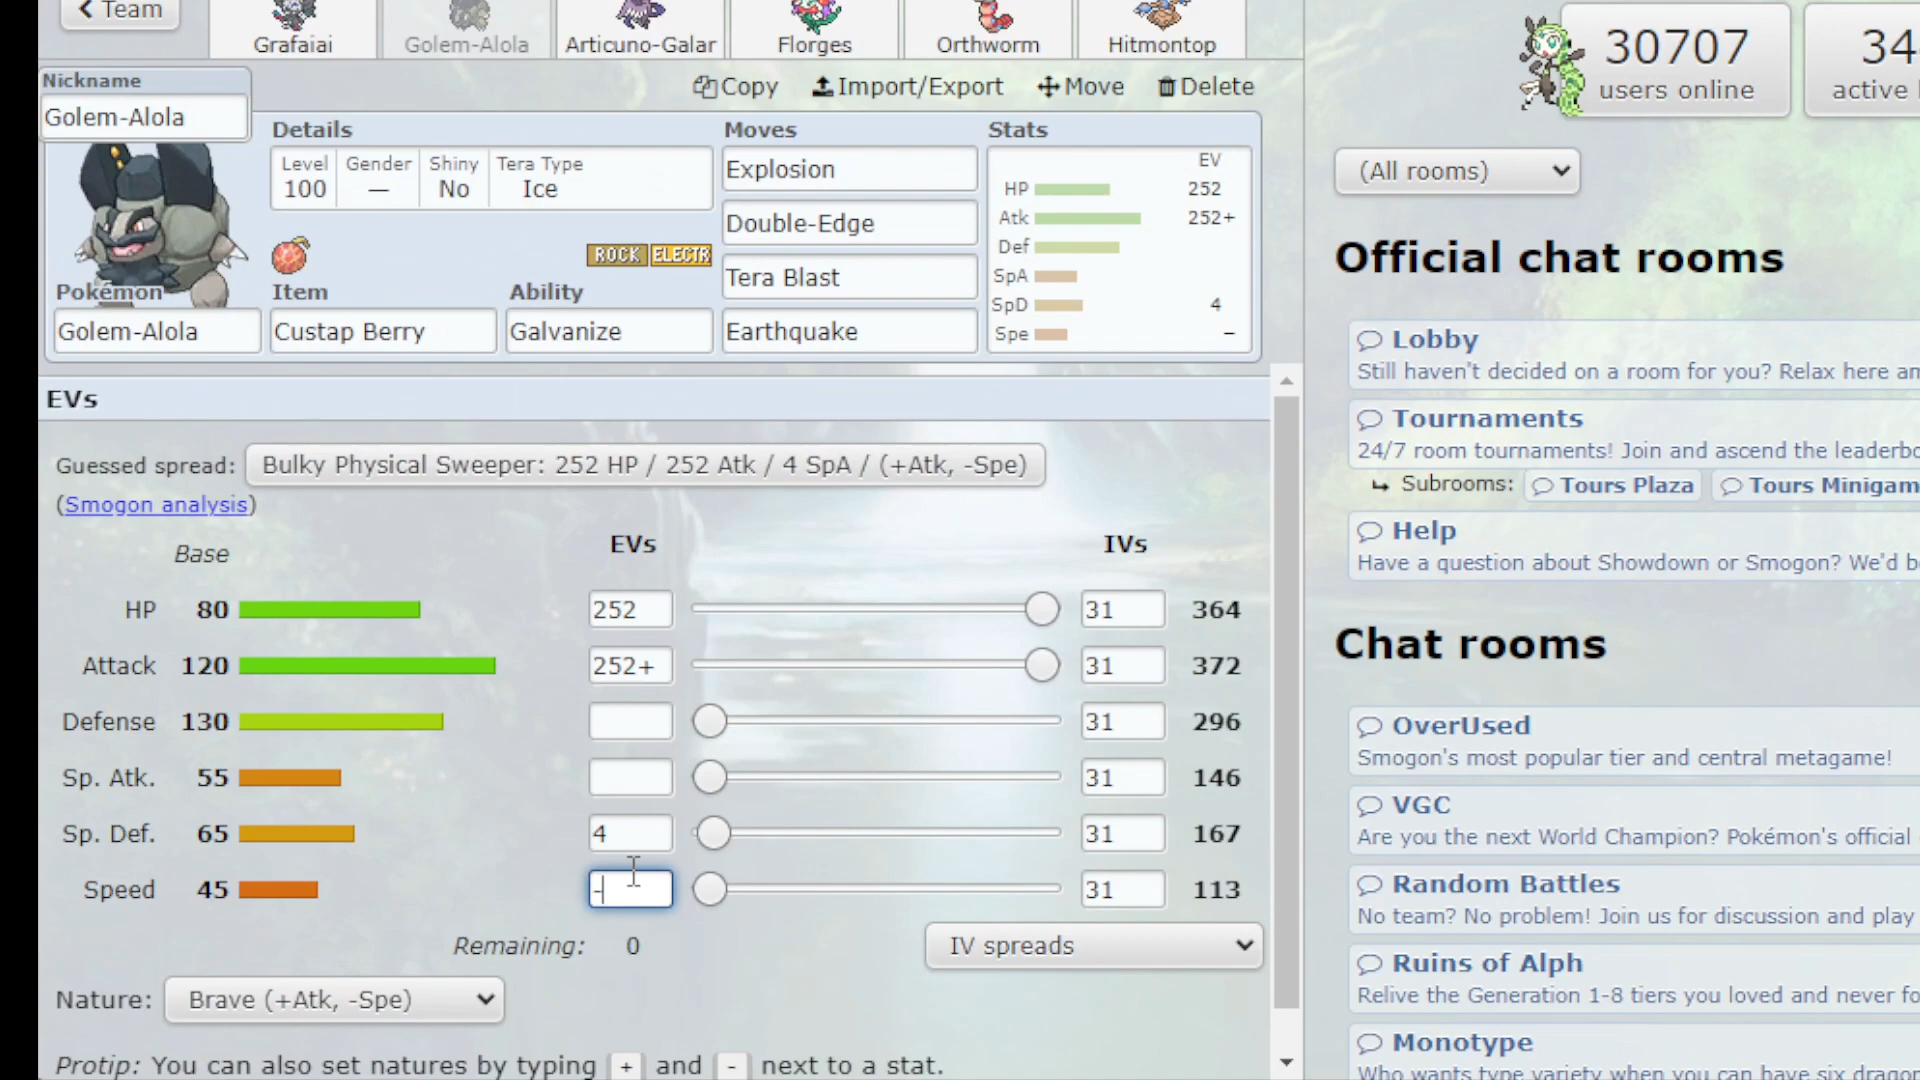 Team
Grafaiai
Golem-Alola
Articuno-Galar
Florges
Orthworm
Hitmontop
Copy
Import/Export
Move
Delete
Nickname
Golem-Alola
Details
Level Gender Shiny Tera Type
100 — No Ice
ROCK ELECTR
Pokémon
Golem-Alola
Item
Custap Berry
Ability
Galvanize
Moves
Explosion
Double-Edge
Tera Blast
Earthquake
Stats
EV
HP 252
Atk 252+
Def
SpA
SpD 4
Spe −
EVs
Guessed spread: Bulky Physical Sweeper: 252 HP / 252 Atk / 4 SpA / (+Atk, -Spe)
(Smogon analysis)
Base EVs IVs
HP 80 252 31 364
Attack 120 252+ 31 372
Defense 130 31 296
Sp. Atk. 55 31 146
Sp. Def. 65 4 31 167
Speed 45 - 31 113
Remaining: 0 IV spreads
Nature: Brave (+Atk, -Spe)
Protip: You can also set natures by typing + and - next to a stat.
30707
users online
34
active
(All rooms)
Official chat rooms
Lobby
Still haven't decided on a room for you? Relax here am
Tournaments
24/7 room tournaments! Join and ascend the leaderbo
↳ Subrooms: Tours Plaza Tours Minigam
Help
Have a question about Showdown or Smogon? We'd b
Chat rooms
OverUsed
Smogon's most popular tier and central metagame!
VGC
Are you the next World Champion? Pokémon's official
Random Battles
No team? No problem! Join us for discussion and play
Ruins of Alph
Relive the Generation 1-8 tiers you loved and never fo
Monotype
Who wants type variety when you can have six dragon